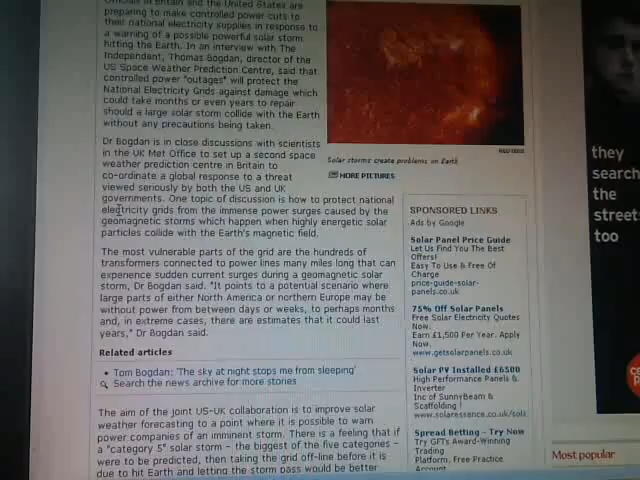 Officials in Britain and the United States are
preparing to make controlled power cuts to
their national electricity supplies in response to
a warning of a possible powerful solar storm
hitting the Earth. In an interview with The
Independent, Thomas Bogdan, director of the
US Space Weather Prediction Centre, said that
controlled power "outages" will protect the
National Electricity Grids against damage which
could take months or even years to repair
should a large solar storm collide with the Earth
without any precautions being taken.
REUTERS
Solar storms create problems on Earth
MORE PICTURES
Dr Bogdan is in close discussions with scientists
in the UK Met Office to set up a second space
weather prediction centre in Britain to
co-ordinate a global response to a threat
viewed seriously by both the US and UK
governments. One topic of discussion is how to protect national
electricity grids from the immense power surges caused by the
geomagnetic storms which happen when highly energetic solar
particles collide with the Earth's magnetic field.
The most vulnerable parts of the grid are the hundreds of
transformers connected to power lines many miles long that can
experience sudden current surges during a geomagnetic solar
storm, Dr Bogdan said. "It points to a potential scenario where
large parts of either North America or northern Europe may be
without power from between days or weeks, to perhaps months
and, in extreme cases, there are estimates that it could last
years," Dr Bogdan said.
Related articles
Tom Bogdan: 'The sky at night stops me from sleeping'
Search the news archive for more stories
The aim of the joint US-UK collaboration is to improve solar
weather forecasting to a point where it is possible to warn
power companies of an imminent storm. There is a feeling that if
a "category 5" solar storm – the biggest of the five categories –
were to be predicted, then taking the grid off-line before it is
due to hit Earth and letting the storm pass would be better
SPONSORED LINKS
Ads by Google
Solar Panel Price Guide
Let Us Find You The Best
Offers!
Easy To Use & Free Of
Charge
price-guide-solar-
panels.co.uk
75% Off Solar Panels
Free Solar Electricity Quotes
Now.
Earn £1,500 Per Year. Apply
Now.
www.getsolarpanels.co.uk
Solar PV Installed £6500
High Performance Panels &
Inverter
Inc of SunnyBeam &
Scaffolding !
www.solaressence.co.uk/sola
Spread Betting - Try Now
Try GFTs Award-Winning
Trading
Platform, Free Practice
Account
they
search
the
streets
too
Most popular